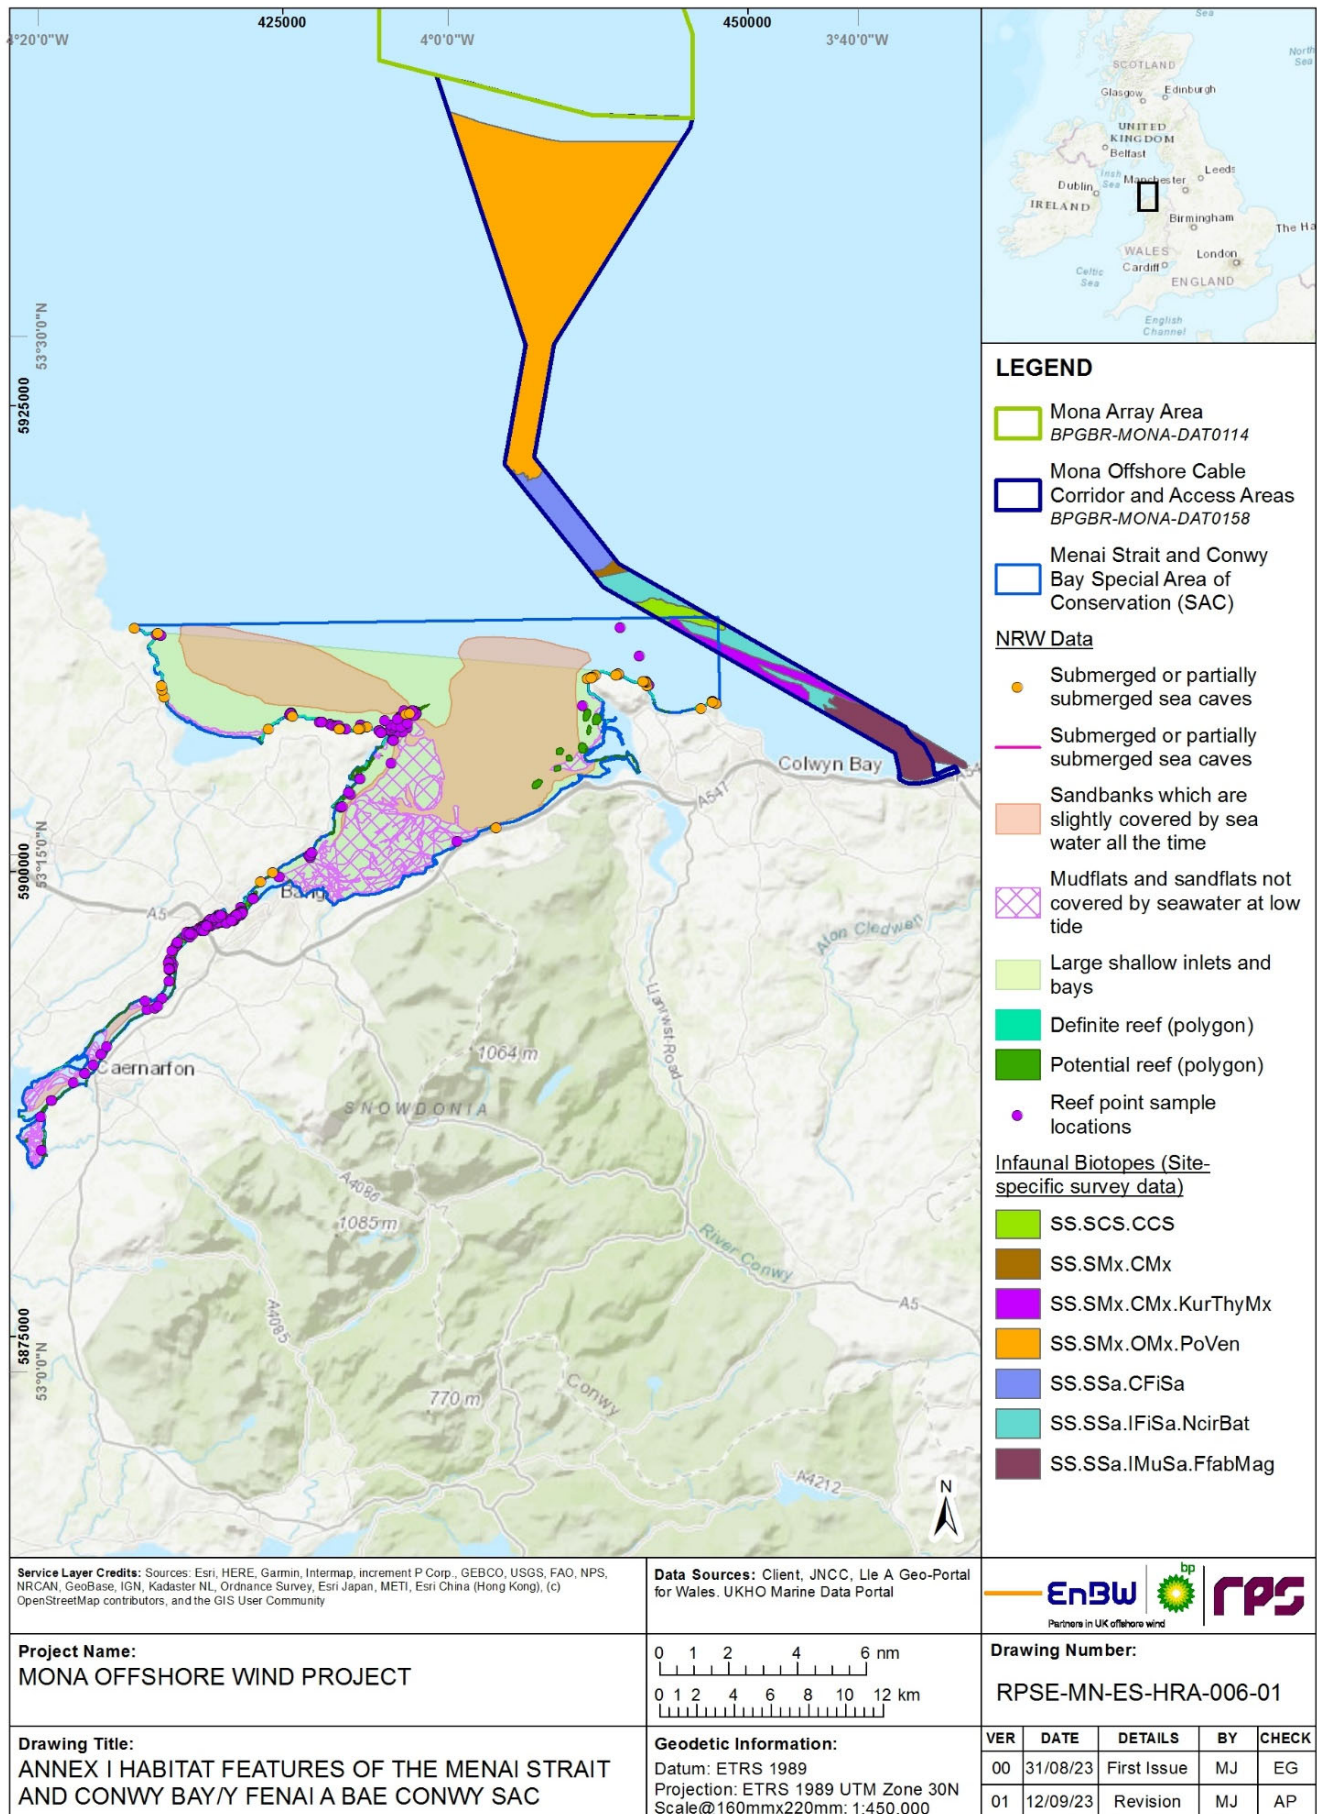 425000
450000
4°20'0"W
4°0'0"W
3°40'0"W
53°30'0"N
5925000
53°15'0"N
5900000
53°0'0"N
5875000
Colwyn Bay
A547
A5
Caernarfon
1064 m
SNOWDONIA
A4086
1085 m
A4085
770 m
Conwy
River Conwy
Llanrwst Road
A5
A4212
N
Sea
North
Sea
SCOTLAND
Glasgow
Edinburgh
UNITED
KINGDOM
Belfast
Leeds
Irish
Sea
Manchester
Dublin
IRELAND
Birmingham
The Ha
WALES
London
Cardiff
Celtic
Sea
ENGLAND
English
Channel
LEGEND
Mona Array Area
BPGBR-MONA-DAT0114
Mona Offshore Cable
Corridor and Access Areas
BPGBR-MONA-DAT0158
Menai Strait and Conwy
Bay Special Area of
Conservation (SAC)
NRW Data
Submerged or partially
submerged sea caves
Submerged or partially
submerged sea caves
Sandbanks which are
slightly covered by sea
water all the time
Mudflats and sandflats not
covered by seawater at low
tide
Large shallow inlets and
bays
Definite reef (polygon)
Potential reef (polygon)
Reef point sample
locations
Infaunal Biotopes (Site-
specific survey data)
SS.SCS.CCS
SS.SMx.CMx
SS.SMx.CMx.KurThyMx
SS.SMx.OMx.PoVen
SS.SSa.CFiSa
SS.SSa.IFiSa.NcirBat
SS.SSa.IMuSa.FfabMag
Service Layer Credits: Sources: Esri, HERE, Garmin, Intermap, increment P Corp., GEBCO, USGS, FAO, NPS,
NRCAN, GeoBase, IGN, Kadaster NL, Ordnance Survey, Esri Japan, METI, Esri China (Hong Kong), (c)
OpenStreetMap contributors, and the GIS User Community
Data Sources: Client, JNCC, Lle A Geo-Portal
for Wales. UKHO Marine Data Portal
EnBW
bp
rps
Partners in UK offshore wind
Project Name:
MONA OFFSHORE WIND PROJECT
0 1 2 4 6 nm
0 1 2 4 6 8 10 12 km
Drawing Number:
RPSE-MN-ES-HRA-006-01
Drawing Title:
ANNEX I HABITAT FEATURES OF THE MENAI STRAIT
AND CONWY BAY/Y FENAI A BAE CONWY SAC
Geodetic Information:
Datum: ETRS 1989
Projection: ETRS 1989 UTM Zone 30N
Scale@160mmx220mm: 1:450,000
VER DATE DETAILS BY CHECK
00 31/08/23 First Issue MJ EG
01 12/09/23 Revision MJ AP